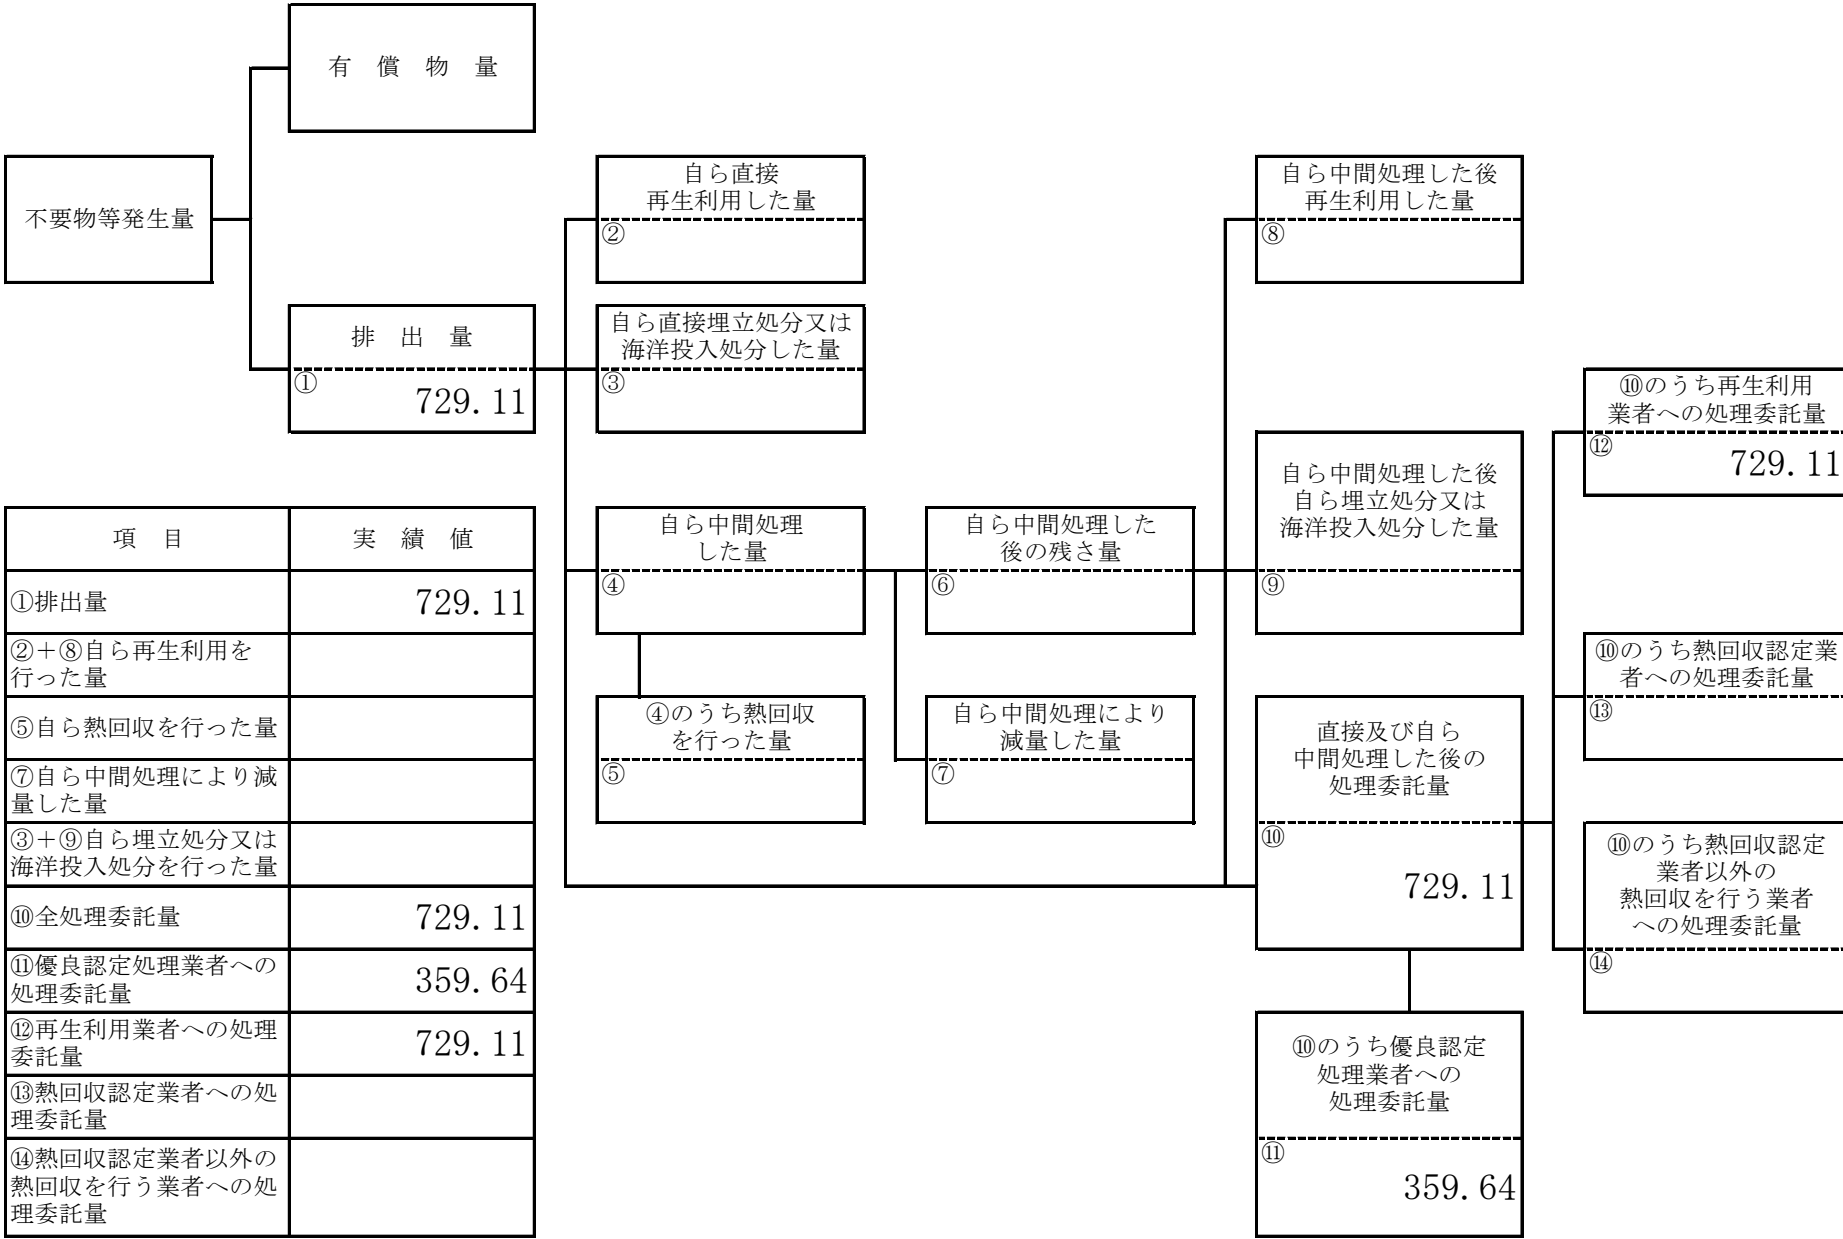 有 償 物 量
不要物等発生量
排 出 量
①
729.11
自ら直接
再生利用した量
②
自ら直接埋立処分又は
海洋投入処分した量
③
自ら中間処理
した量
④
④のうち熱回収
を行った量
⑤
自ら中間処理した
後の残さ量
⑥
自ら中間処理により
減量した量
⑦
自ら中間処理した後
再生利用した量
⑧
自ら中間処理した後
自ら埋立処分又は
海洋投入処分した量
⑨
直接及び自ら
中間処理した後の
処理委託量
⑩
729.11
⑩のうち優良認定
処理業者への
処理委託量
⑪
359.64
⑩のうち再生利用
業者への処理委託量
⑫
729.11
⑩のうち熱回収認定業
者への処理委託量
⑬
⑩のうち熱回収認定
業者以外の
熱回収を行う業者
への処理委託量
⑭
項 目 実 績 値
①排出量 729.11
②＋⑧自ら再生利用を
行った量
⑤自ら熱回収を行った量
⑦自ら中間処理により減
量した量
③＋⑨自ら埋立処分又は
海洋投入処分を行った量
⑩全処理委託量 729.11
⑪優良認定処理業者への
処理委託量 359.64
⑫再生利用業者への処理
委託量 729.11
⑬熱回収認定業者への処
理委託量
⑭熱回収認定業者以外の
熱回収を行う業者への処
理委託量